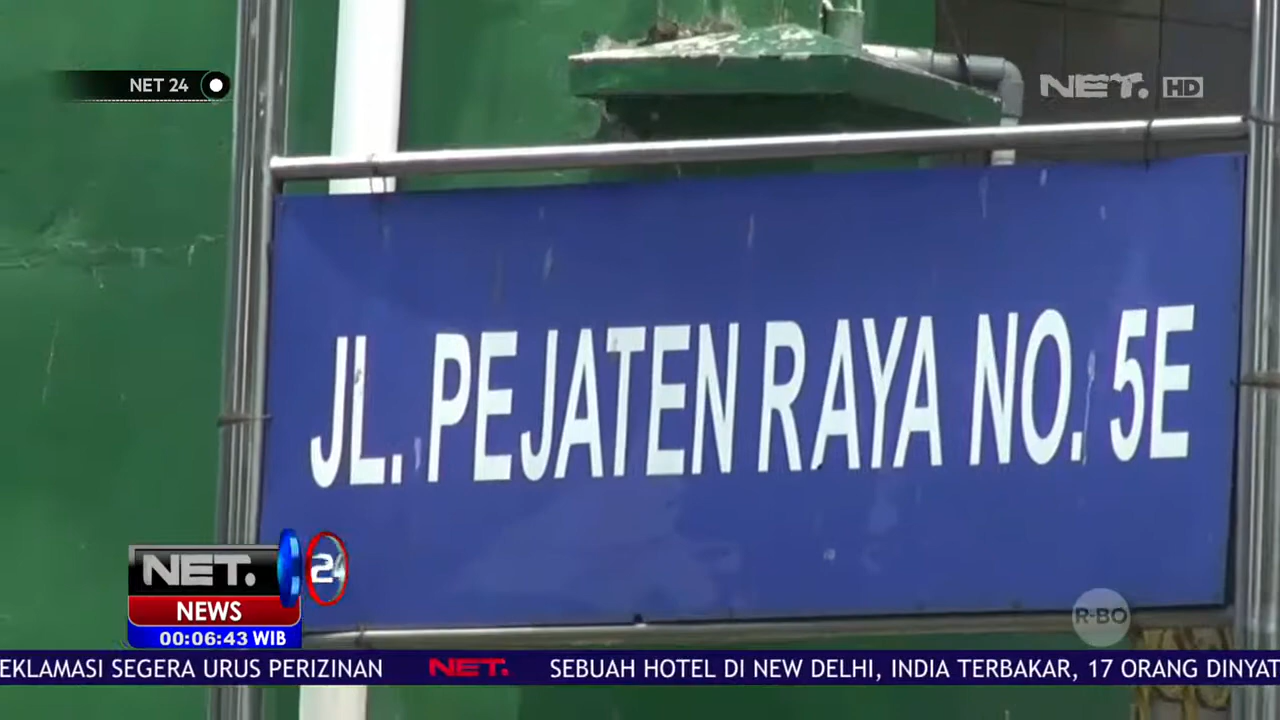 NET 24
NET. HD
JL. PEJATEN RAYA NO. 5E
NET. 24
NEWS
00:06:43 WIB
R-BO
EKLAMASI SEGERA URUS PERIZINAN NET. SEBUAH HOTEL DI NEW DELHI, INDIA TERBAKAR, 17 ORANG DINYAT